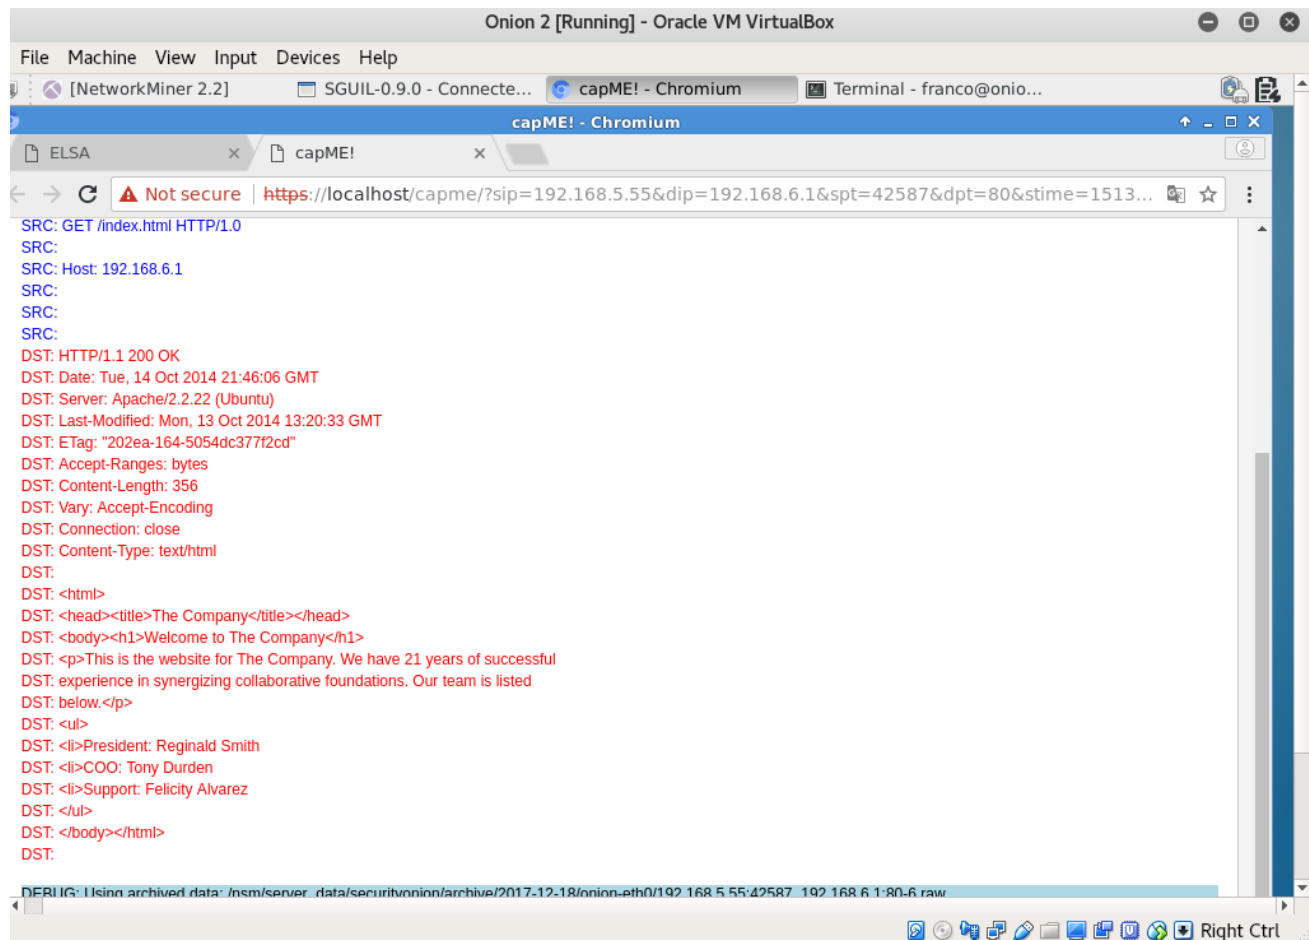 Onion 2 [Running] - Oracle VM VirtualBox
File Machine View Input Devices Help
[NetworkMiner 2.2] SGUIL-0.9.0 - Connecte... capME! - Chromium Terminal - franco@onio...
capME! - Chromium
ELSA capME!
Not secure https://localhost/capme/?sip=192.168.5.55&dip=192.168.6.1&spt=42587&dpt=80&stime=1513...
SRC: GET /index.html HTTP/1.0
SRC:
SRC: Host: 192.168.6.1
SRC:
SRC:
SRC:
DST: HTTP/1.1 200 OK
DST: Date: Tue, 14 Oct 2014 21:46:06 GMT
DST: Server: Apache/2.2.22 (Ubuntu)
DST: Last-Modified: Mon, 13 Oct 2014 13:20:33 GMT
DST: ETag: "202ea-164-5054dc377f2cd"
DST: Accept-Ranges: bytes
DST: Content-Length: 356
DST: Vary: Accept-Encoding
DST: Connection: close
DST: Content-Type: text/html
DST:
DST: <html>
DST: <head><title>The Company</title></head>
DST: <body><h1>Welcome to The Company</h1>
DST: <p>This is the website for The Company. We have 21 years of successful
DST: experience in synergizing collaborative foundations. Our team is listed
DST: below.</p>
DST: <ul>
DST: <li>President: Reginald Smith
DST: <li>COO: Tony Durden
DST: <li>Support: Felicity Alvarez
DST: </ul>
DST: </body></html>
DST:
DEBUG: Using archived data: /nsm/server_data/securityonion/archive/2017-12-18/onion-eth0/192.168.5.55:42587_192.168.6.1:80-6.raw
Right Ctrl